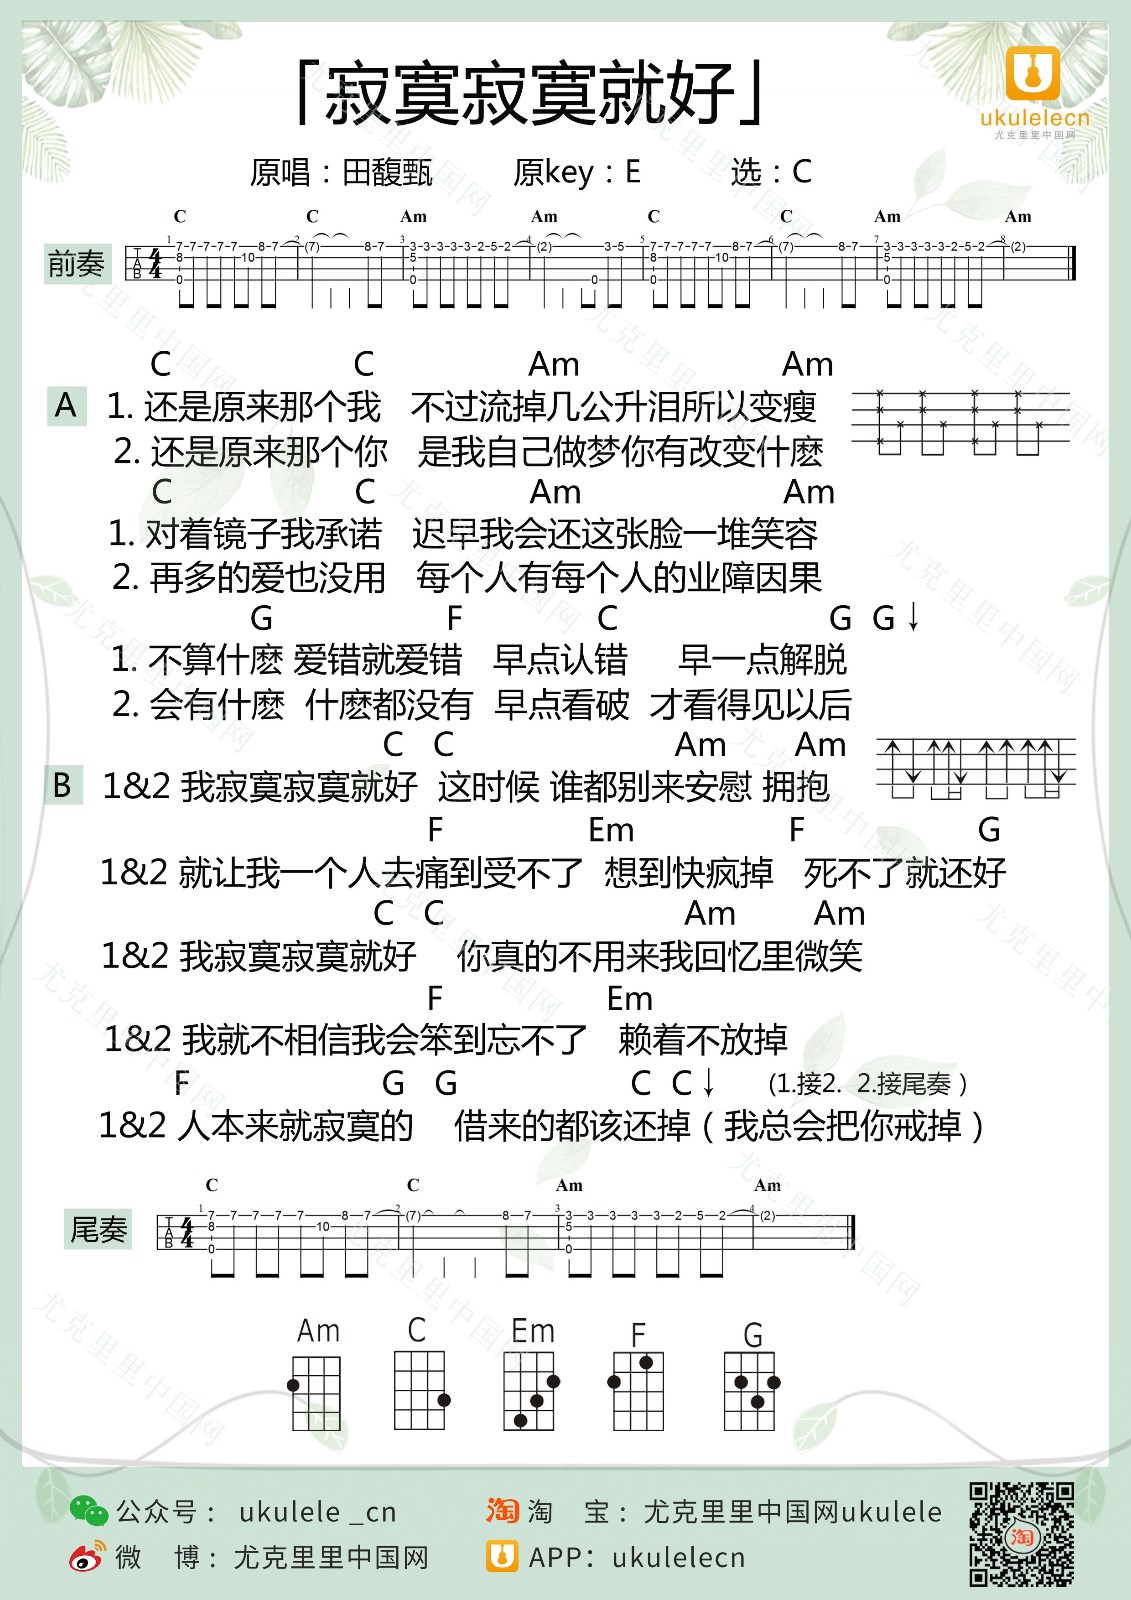 「寂寞寂寞就好」
ukulelecn
尤克里里中国网
原唱：田馥甄 原key：E 选：C
C C Am Am C C Am Am
前奏
A
C C Am Am
1. 还是原来那个我 不过流掉几公升泪所以变瘦
2. 还是原来那个你 是我自己做梦你有改变什麽
C C Am Am
1. 对着镜子我承诺 迟早我会还这张脸一堆笑容
2. 再多的爱也没用 每个人有每个人的业障因果
G F C G G↓
1. 不算什麽 爱错就爱错 早点认错 早一点解脱
2. 会有什麽 什麽都没有 早点看破 才看得见以后
C C Am Am
B 1&2 我寂寞寂寞就好 这时候 谁都别来安慰 拥抱
F Em F G
1&2 就让我一个人去痛到受不了 想到快疯掉 死不了就还好
C C Am Am
1&2 我寂寞寂寞就好 你真的不用来我回忆里微笑
F Em
1&2 我就不相信我会笨到忘不了 赖着不放掉
F G G C C↓ (1.接2. 2.接尾奏）
1&2 人本来就寂寞的 借来的都该还掉（我总会把你戒掉）
C C Am Am
尾奏
Am C Em F G
公众号： ukulele _cn
淘 淘 宝：尤克里里中国网ukulele
微 博：尤克里里中国网
APP：ukulelecn
淘